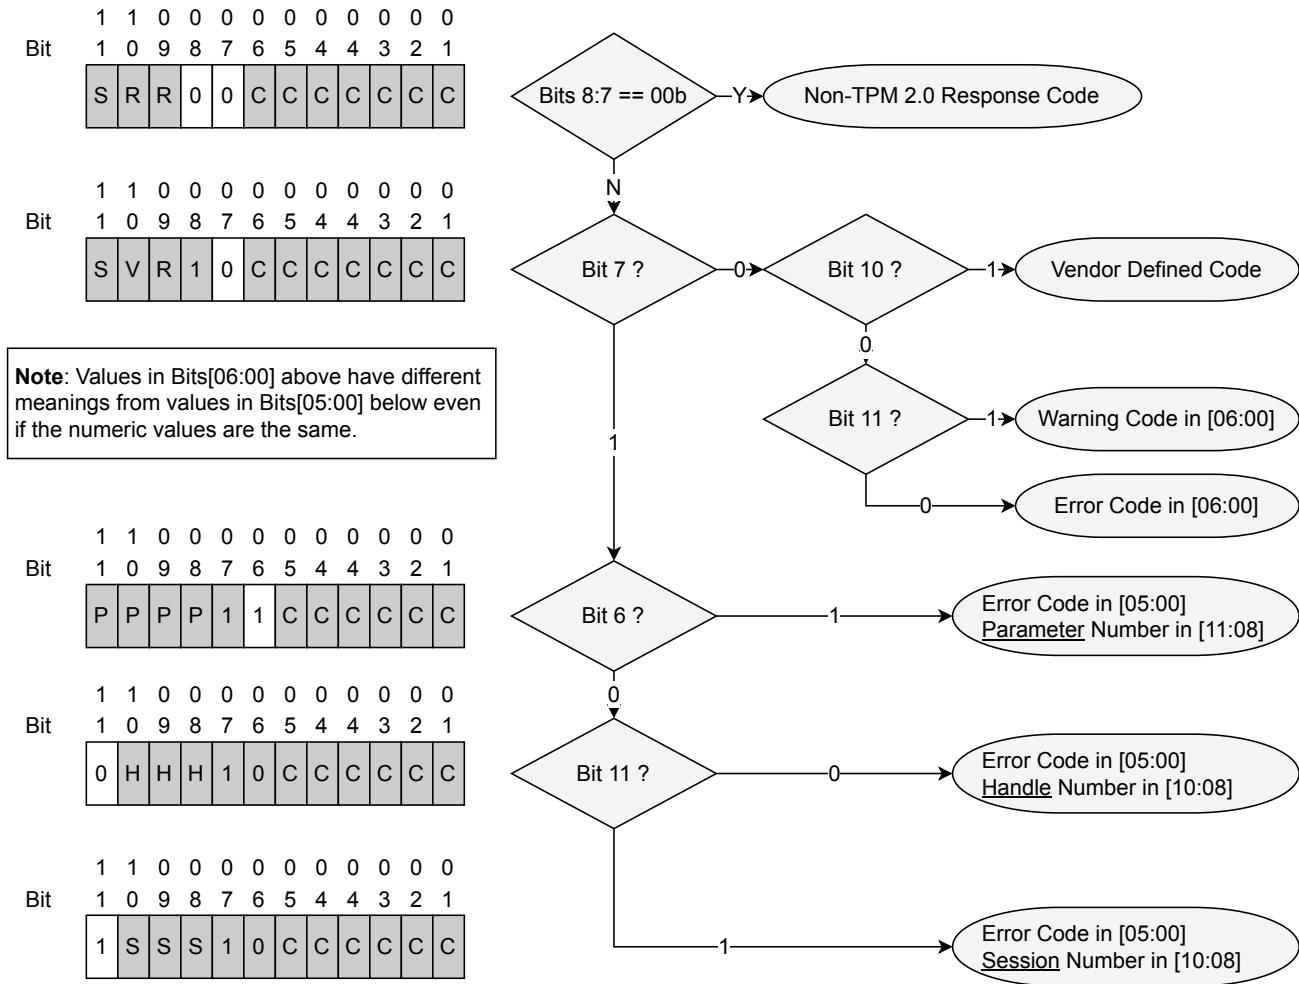 1 1 0 0 0 0 0 0 0 0 0 0
Bit 1 0 9 8 7 6 5 4 4 3 2 1
S R R 0 0 C C C C C C C
Bits 8:7 == 00b
Y
Non-TPM 2.0 Response Code
N
1 1 0 0 0 0 0 0 0 0 0 0
Bit 1 0 9 8 7 6 5 4 4 3 2 1
S V R 1 0 C C C C C C C
Bit 7 ?
0
Bit 10 ?
1
Vendor Defined Code
0
Note: Values in Bits[06:00] above have different
meanings from values in Bits[05:00] below even
if the numeric values are the same.
Bit 11 ?
1
Warning Code in [06:00]
0
Error Code in [06:00]
1
1 1 0 0 0 0 0 0 0 0 0 0
Bit 1 0 9 8 7 6 5 4 4 3 2 1
P P P P 1 1 C C C C C C
Bit 6 ?
1
Error Code in [05:00]
Parameter Number in [11:08]
0
1 1 0 0 0 0 0 0 0 0 0 0
Bit 1 0 9 8 7 6 5 4 4 3 2 1
0 H H H 1 0 C C C C C C
Bit 11 ?
0
Error Code in [05:00]
Handle Number in [10:08]
1 1 0 0 0 0 0 0 0 0 0 0
Bit 1 0 9 8 7 6 5 4 4 3 2 1
1 S S S 1 0 C C C C C C
1
Error Code in [05:00]
Session Number in [10:08]